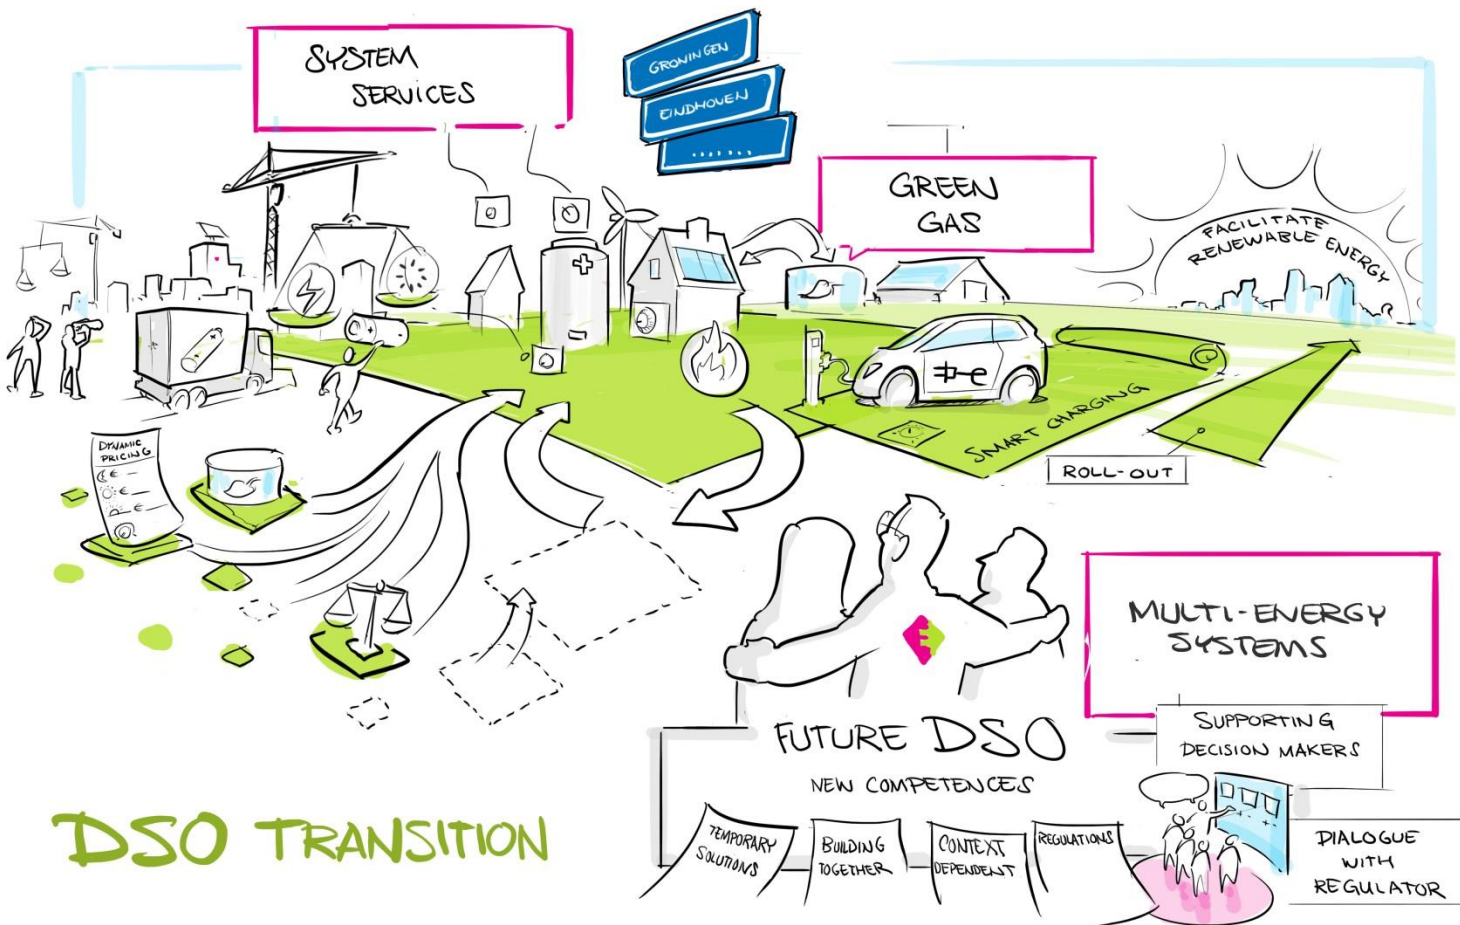 SYSTEM
SERVICES
GRONINGEN
EINDHOVEN
.......
GREEN
GAS
FACILITATE
RENEWABLE ENERGY
DYNAMIC
PRICING
SMART CHARGING
ROLL-OUT
MULTI-ENERGY
SYSTEMS
SUPPORTING
DECISION MAKERS
FUTURE DSO
NEW COMPETENCES
TEMPORARY
SOLUTIONS
BUILDING
TOGETHER
CONTEXT
DEPENDENT
REGULATIONS
DIALOGUE
WITH
REGULATOR
DSO TRANSITION